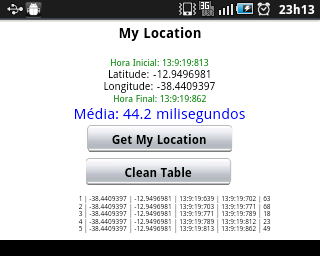 3G
23h13
My Location
Hora Inicial: 13:9:19:813
Latitude: -12.9496981
Longitude: -38.4409397
Hora Final: 13:9:19:862
Média: 44.2 milisegundos
Get My Location
Clean Table
1 | -38.4409397 | -12.9496981 | 13:9:19:639 | 13:9:19:702 | 63
2 | -38.4409397 | -12.9496981 | 13:9:19:703 | 13:9:19:771 | 68
3 | -38.4409397 | -12.9496981 | 13:9:19:771 | 13:9:19:789 | 18
4 | -38.4409397 | -12.9496981 | 13:9:19:789 | 13:9:19:812 | 23
5 | -38.4409397 | -12.9496981 | 13:9:19:813 | 13:9:19:862 | 49